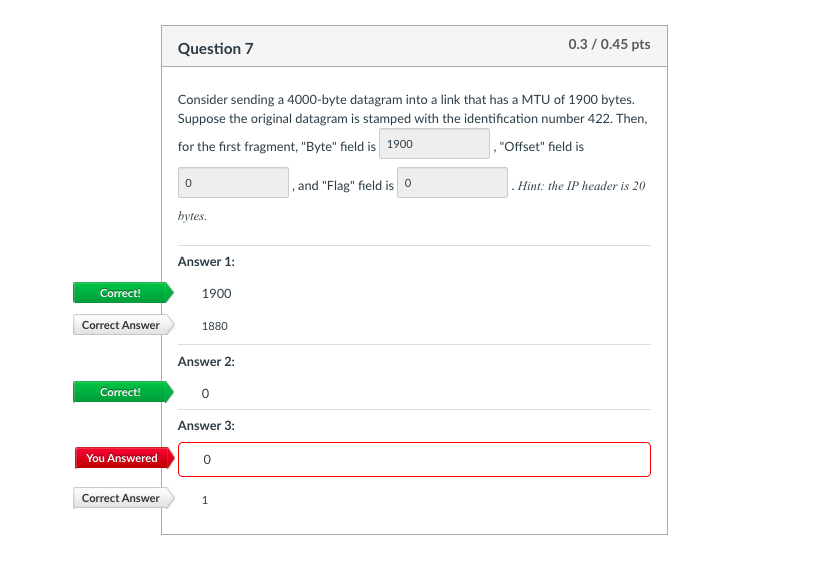 Question 7
0.3 / 0.45 pts
Consider sending a 4000-byte datagram into a link that has a MTU of 1900 bytes.
Suppose the original datagram is stamped with the identification number 422. Then,
for the first fragment, "Byte" field is 1900 , "Offset" field is
0 , and "Flag" field is 0 . Hint: the IP header is 20
bytes.
Answer 1:
Correct! 1900
Correct Answer 1880
Answer 2:
Correct! 0
Answer 3:
You Answered 0
Correct Answer 1